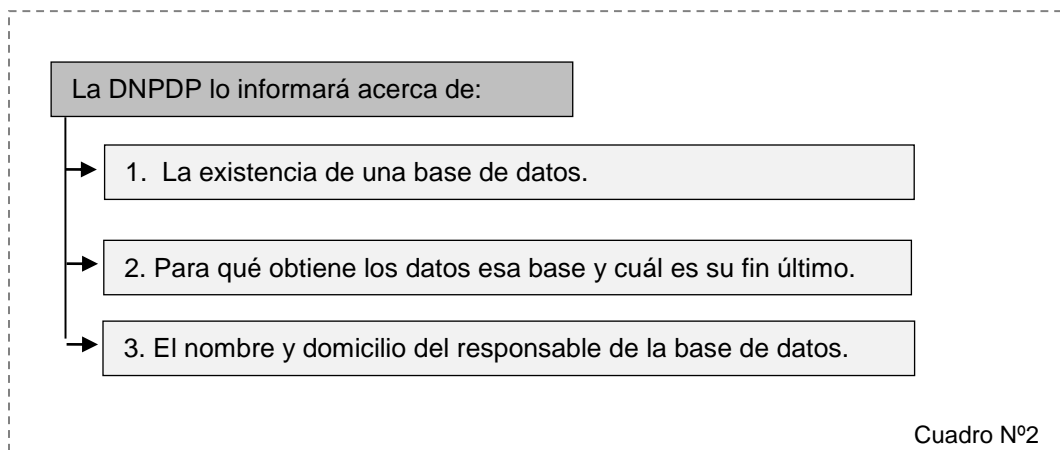 La DNPDP lo informará acerca de:
1. La existencia de una base de datos.
2. Para qué obtiene los datos esa base y cuál es su fin último.
3. El nombre y domicilio del responsable de la base de datos.
Cuadro Nº2